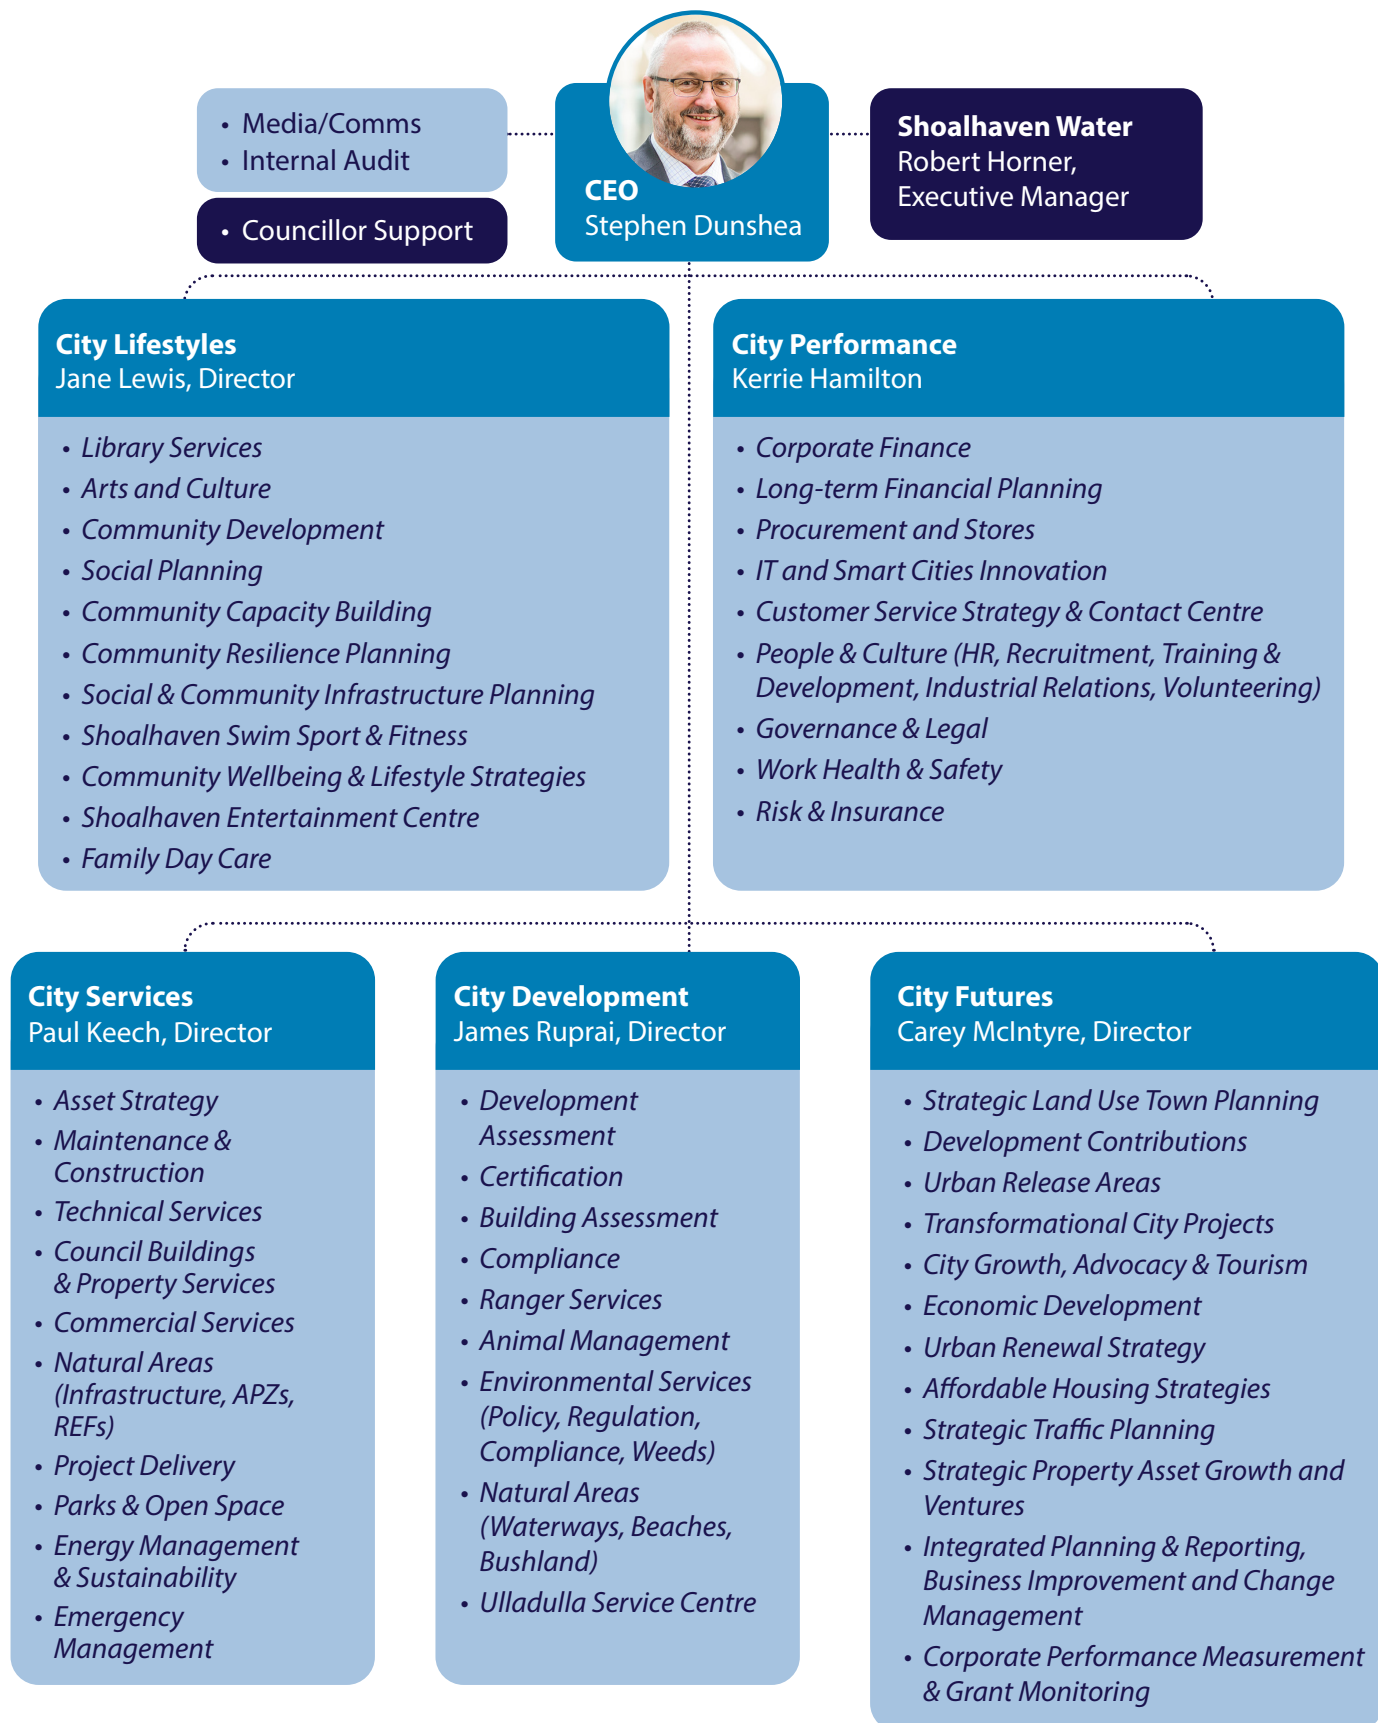 • Media/Comms
• Internal Audit
• Councillor Support
CEO
Stephen Dunshea
Shoalhaven Water
Robert Horner,
Executive Manager
City Lifestyles
Jane Lewis, Director
• Library Services
• Arts and Culture
• Community Development
• Social Planning
• Community Capacity Building
• Community Resilience Planning
• Social & Community Infrastructure Planning
• Shoalhaven Swim Sport & Fitness
• Community Wellbeing & Lifestyle Strategies
• Shoalhaven Entertainment Centre
• Family Day Care
City Performance
Kerrie Hamilton
• Corporate Finance
• Long-term Financial Planning
• Procurement and Stores
• IT and Smart Cities Innovation
• Customer Service Strategy & Contact Centre
• People & Culture (HR, Recruitment, Training &
Development, Industrial Relations, Volunteering)
• Governance & Legal
• Work Health & Safety
• Risk & Insurance
City Services
Paul Keech, Director
• Asset Strategy
• Maintenance &
Construction
• Technical Services
• Council Buildings
& Property Services
• Commercial Services
• Natural Areas
(Infrastructure, APZs,
REFs)
• Project Delivery
• Parks & Open Space
• Energy Management
& Sustainability
• Emergency
Management
City Development
James Ruprai, Director
• Development
Assessment
• Certification
• Building Assessment
• Compliance
• Ranger Services
• Animal Management
• Environmental Services
(Policy, Regulation,
Compliance, Weeds)
• Natural Areas
(Waterways, Beaches,
Bushland)
• Ulladulla Service Centre
City Futures
Carey McIntyre, Director
• Strategic Land Use Town Planning
• Development Contributions
• Urban Release Areas
• Transformational City Projects
• City Growth, Advocacy & Tourism
• Economic Development
• Urban Renewal Strategy
• Affordable Housing Strategies
• Strategic Traffic Planning
• Strategic Property Asset Growth and
Ventures
• Integrated Planning & Reporting,
Business Improvement and Change
Management
• Corporate Performance Measurement
& Grant Monitoring